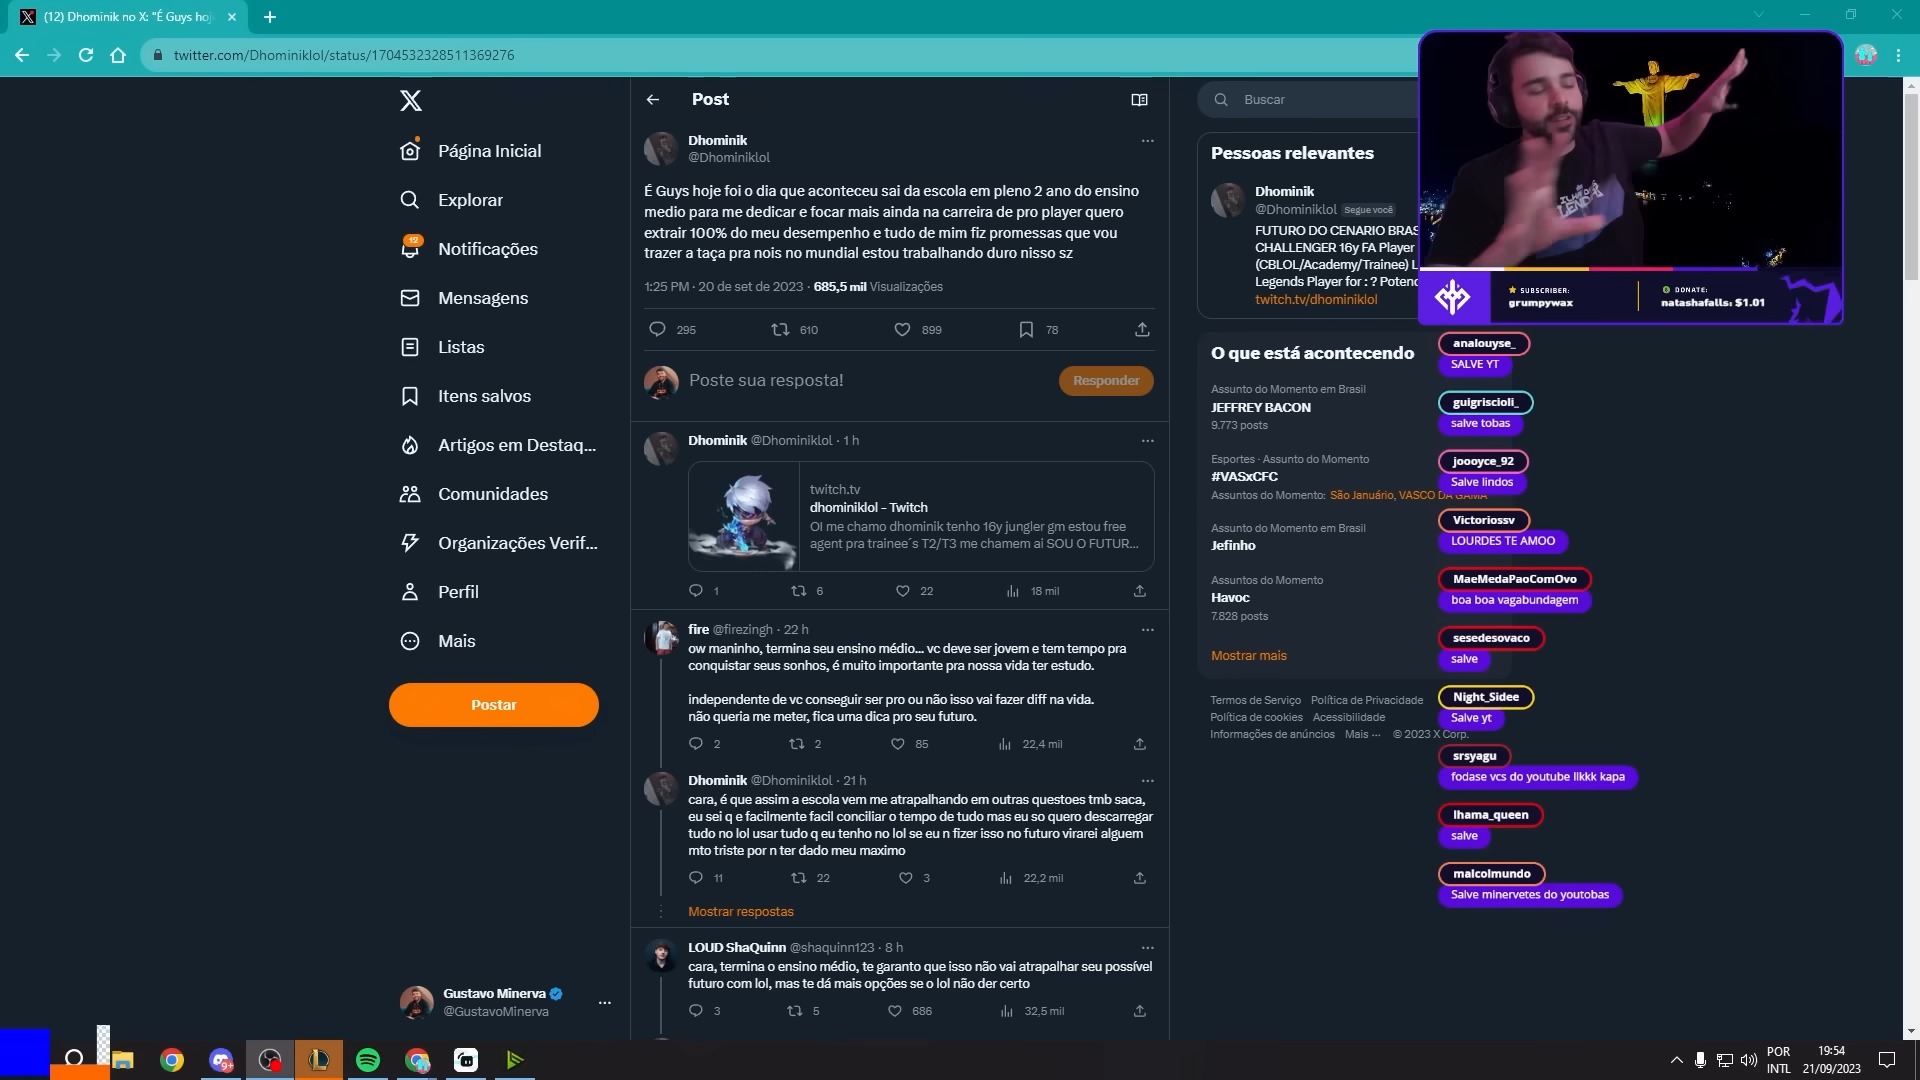 (12) Dhominik no X: "É Guys hoj
twitter.com/Dhominiklol/status/1704532328511369276
Página Inicial
Explorar
12
Notificações
Mensagens
Listas
Itens salvos
Artigos em Destaq...
Comunidades
Organizações Verif...
Perfil
Mais
Postar
Gustavo Minerva
@GustavoMinerva
Post
Dhominik
@Dhominiklol
É Guys hoje foi o dia que aconteceu sai da escola em pleno 2 ano do ensino
medio para me dedicar e focar mais ainda na carreira de pro player quero
extrair 100% do meu desempenho e tudo de mim fiz promessas que vou
trazer a taça pra nois no mundial estou trabalhando duro nisso sz
1:25 PM · 20 de set de 2023 · 685,5 mil Visualizações
295 610 899 78
Poste sua resposta!
Responder
Dhominik @Dhominiklol · 1 h
twitch.tv
dhominiklol - Twitch
OI me chamo dhominik tenho 16y jungler gm estou free
agent pra trainee´s T2/T3 me chamem ai SOU O FUTUR...
1 6 22 18 mil
fire @firezingh · 22 h
ow maninho, termina seu ensino médio... vc deve ser jovem e tem tempo pra
conquistar seus sonhos, é muito importante pra nossa vida ter estudo.
independente de vc conseguir ser pro ou não isso vai fazer diff na vida.
não queria me meter, fica uma dica pro seu futuro.
2 2 85 22,4 mil
Dhominik @Dhominiklol · 21 h
cara, é que assim a escola vem me atrapalhando em outras questoes tmb saca,
eu sei q e facilmente facil conciliar o tempo de tudo mas eu so quero descarregar
tudo no lol usar tudo q eu tenho no lol se eu n fizer isso no futuro virarei alguem
mto triste por n ter dado meu maximo
11 22 3 22,2 mil
Mostrar respostas
LOUD ShaQuinn @shaquinn123 · 8 h
cara, termina o ensino médio, te garanto que isso não vai atrapalhar seu possível
futuro com lol, mas te dá mais opções se o lol não der certo
3 5 686 32,5 mil
Buscar
Pessoas relevantes
Dhominik
@Dhominiklol Segue você
FUTURO DO CENARIO BRAS
CHALLENGER 16y FA Player
(CBLOL/Academy/Trainee) L
Legends Player for : ? Potenc
twitch.tv/dhominiklol
O que está acontecendo
Assunto do Momento em Brasil
JEFFREY BACON
9.773 posts
Esportes · Assunto do Momento
#VASxCFC
Assuntos do Momento: São Januário, VASCO DA GAMA
Assunto do Momento em Brasil
Jefinho
Assuntos do Momento
Havoc
7.828 posts
Mostrar mais
Termos de Serviço Política de Privacidade
Política de cookies Acessibilidade
Informações de anúncios Mais ··· © 2023 X Corp.
SUBSCRIBER:
grumpywax
DONATE:
natashafalls: $1.01
analouyse_
SALVE YT
guigriscioli_
salve tobas
joooyce_92
Salve lindos
Victoriossv
LOURDES TE AMOO
MaeMedaPaoComOvo
boa boa vagabundagem
sesedesovaco
salve
Night_Sidee
Salve yt
srsyagu
fodase vcs do youtube llkkk kapa
lhama_queen
salve
malcolmundo
Salve minervetes do youtobas
9+
POR
INTL
19:54
21/09/2023